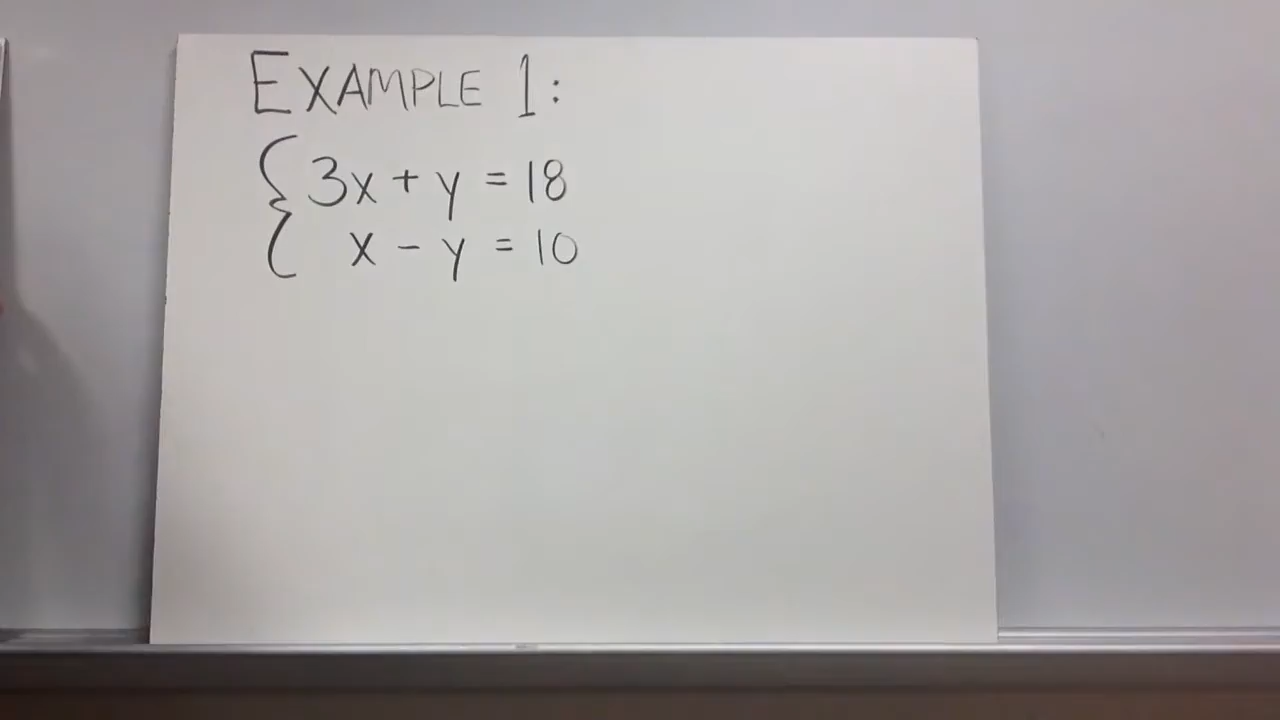 EXAMPLE 1:
3x + y = 18
x - y = 10